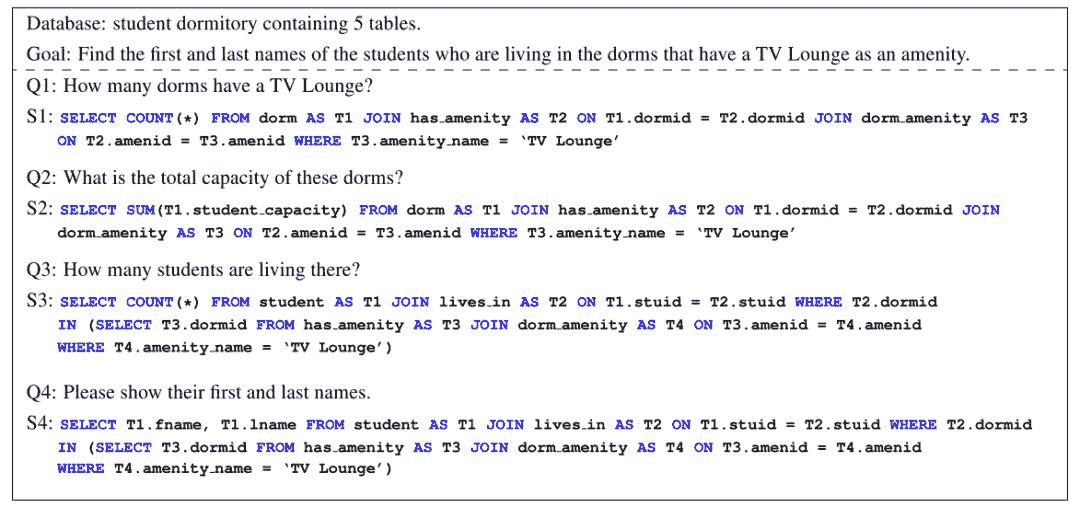 Database: student dormitory containing 5 tables.
Goal: Find the first and last names of the students who are living in the dorms that have a TV Lounge as an amenity.
Q1: How many dorms have a TV Lounge?
S1: SELECT COUNT(*) FROM dorm AS T1 JOIN has_amenity AS T2 ON T1.dormid = T2.dormid JOIN dorm_amenity AS T3
ON T2.amenid = T3.amenid WHERE T3.amenity_name = ‘TV Lounge’
Q2: What is the total capacity of these dorms?
S2: SELECT SUM(T1.student_capacity) FROM dorm AS T1 JOIN has_amenity AS T2 ON T1.dormid = T2.dormid JOIN
dorm_amenity AS T3 ON T2.amenid = T3.amenid WHERE T3.amenity_name = ‘TV Lounge’
Q3: How many students are living there?
S3: SELECT COUNT(*) FROM student AS T1 JOIN lives_in AS T2 ON T1.stuid = T2.stuid WHERE T2.dormid
IN (SELECT T3.dormid FROM has_amenity AS T3 JOIN dorm_amenity AS T4 ON T3.amenid = T4.amenid
WHERE T4.amenity_name = ‘TV Lounge’)
Q4: Please show their first and last names.
S4: SELECT T1.fname, T1.lname FROM student AS T1 JOIN lives_in AS T2 ON T1.stuid = T2.stuid WHERE T2.dormid
IN (SELECT T3.dormid FROM has_amenity AS T3 JOIN dorm_amenity AS T4 ON T3.amenid = T4.amenid
WHERE T4.amenity_name = ‘TV Lounge’)